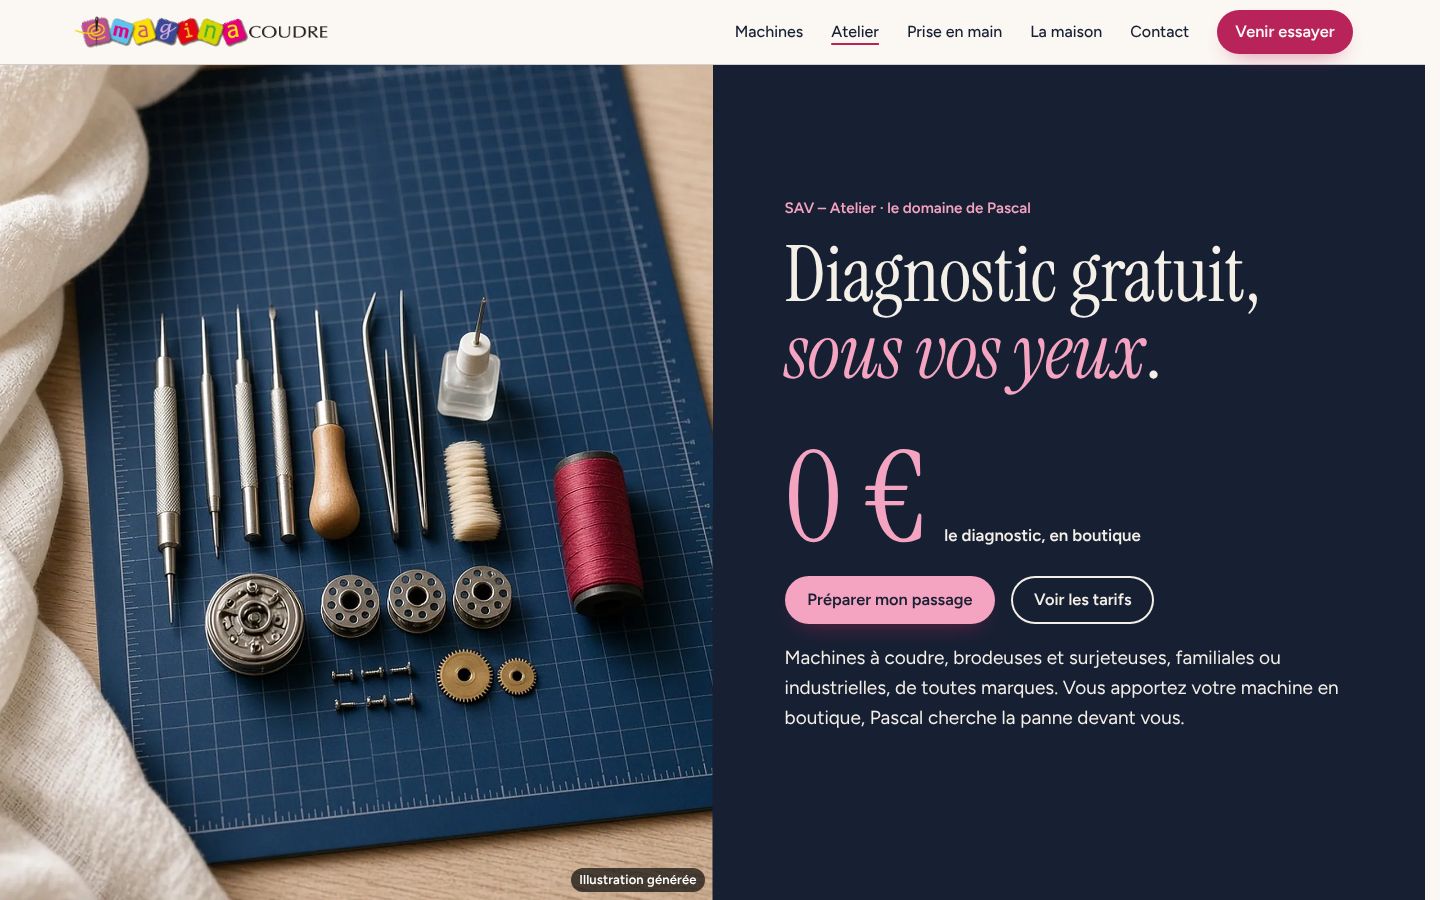 emagina COUDRE
Machines
Atelier
Prise en main
La maison
Contact
Venir essayer
SAV – Atelier · le domaine de Pascal
Diagnostic gratuit,
sous vos yeux.
0 €
le diagnostic, en boutique
Préparer mon passage
Voir les tarifs
Machines à coudre, brodeuses et surjeteuses, familiales ou
industrielles, de toutes marques. Vous apportez votre machine en
boutique, Pascal cherche la panne devant vous.
Illustration générée